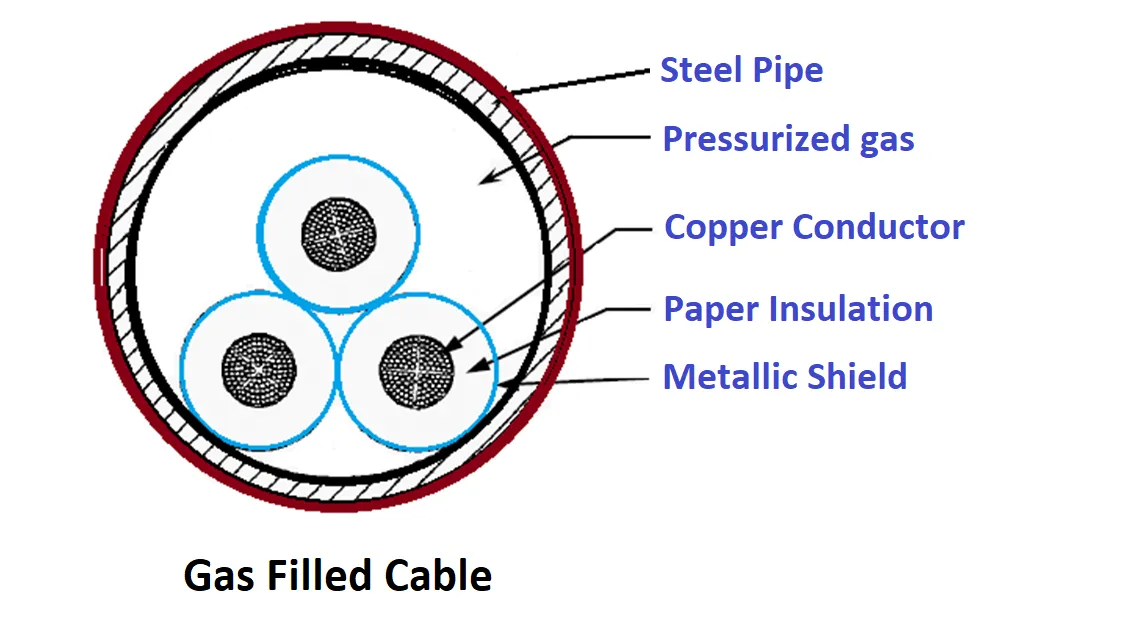 Steel Pipe
Pressurized gas
Copper Conductor
Paper Insulation
Metallic Shield
Gas Filled Cable